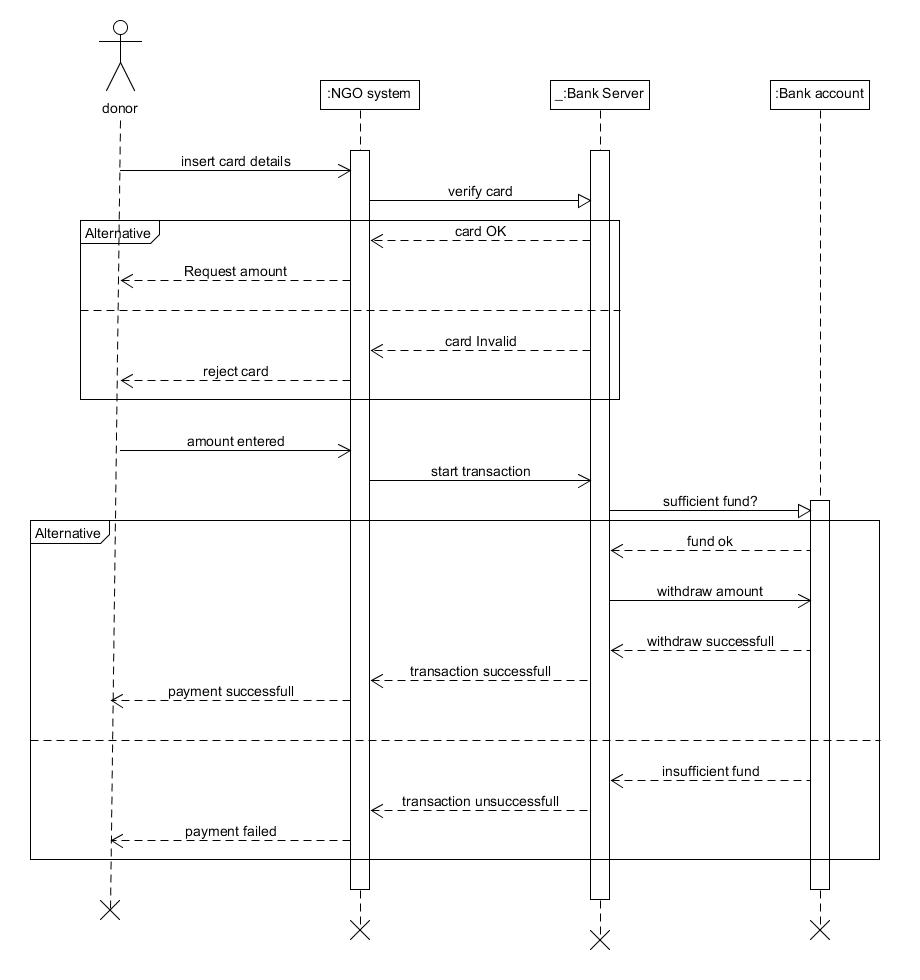 donor
:NGO system
_:Bank Server
:Bank account
insert card details
verify card
Alternative
card OK
Request amount
card Invalid
reject card
amount entered
start transaction
sufficient fund?
Alternative
fund ok
withdraw amount
withdraw successfull
transaction successfull
payment successfull
insufficient fund
transaction unsuccessfull
payment failed